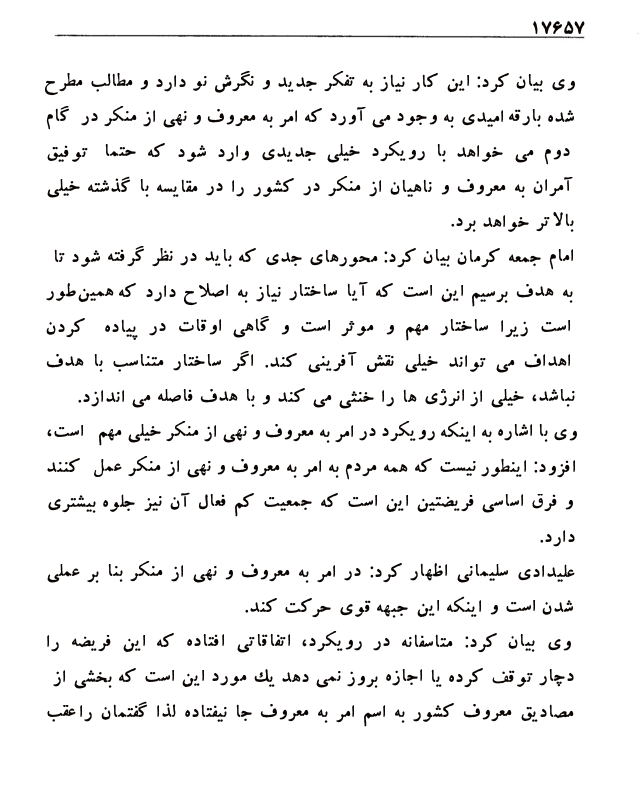 ۱۷۶۵۷
وی بیان کرد: این کار نیاز به تفکر جدید و نگرش نو دارد و مطالب مطرح
شده بارقه امیدی به وجود می آورد که امر به معروف و نهی از منکر در گام
دوم می خواهد با رویکرد خیلی جدیدی وارد شود که حتما توفیق
آمران به معروف و ناهیان از منکر در کشور را در مقایسه با گذشته خیلی
بالاتر خواهد برد.
امام جمعه کرمان بیان کرد: محورهای جدی که باید در نظر گرفته شود تا
به هدف برسیم این است که آیا ساختار نیاز به اصلاح دارد که همین‌طور
است زیرا ساختار مهم و موثر است و گاهی اوقات در پیاده کردن
اهداف می تواند خیلی نقش آفرینی کند. اگر ساختار متناسب با هدف
نباشد، خیلی از انرژی ها را خنثی می کند و با هدف فاصله می اندازد.
وی با اشاره به اینکه رویکرد در امر به معروف و نهی از منکر خیلی مهم است،
افزود: اینطور نیست که همه مردم به امر به معروف و نهی از منکر عمل کنند
و فرق اساسی فریضتین این است که جمعیت کم فعال آن نیز جلوه بیشتری
دارد.
علیدادی سلیمانی اظهار کرد: در امر به معروف و نهی از منکر بنا بر عملی
شدن است و اینکه این جبهه قوی حرکت کند.
وی بیان کرد: متاسفانه در رویکرد، اتفاقاتی افتاده که این فریضه را
دچار توقف کرده یا اجازه بروز نمی دهد یك مورد این است که بخشی از
مصادیق معروف کشور به اسم امر به معروف جا نیفتاده لذا گفتمان را عقب